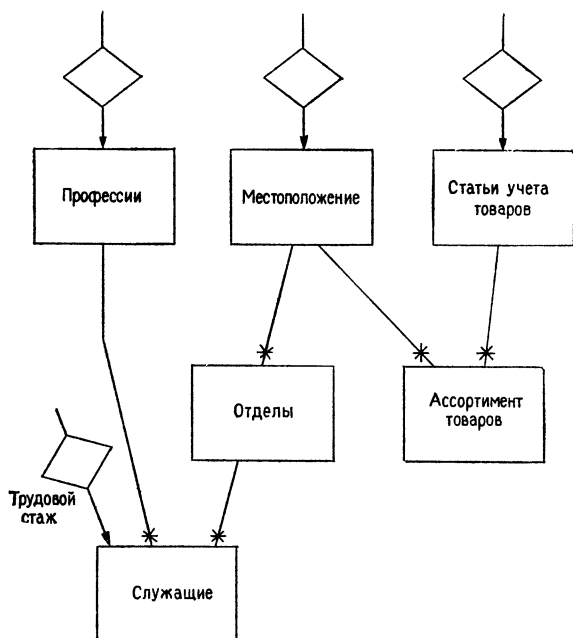 Профессии
Местоположение
Статьи учета
товаров
Отделы
Ассортимент
товаров
Трудовой
стаж
Служащие